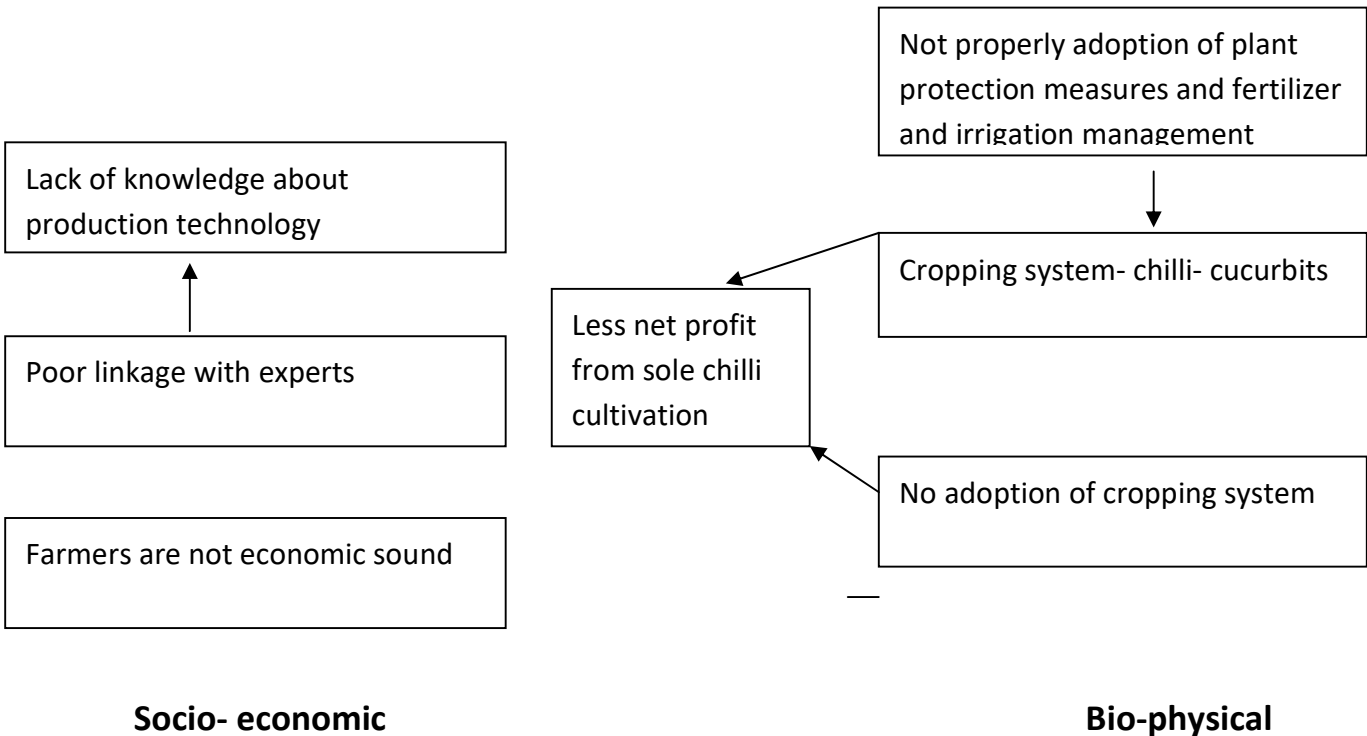 Not properly adoption of plant
protection measures and fertilizer
and irrigation management
Lack of knowledge about
production technology
Cropping system- chilli- cucurbits
Less net profit
from sole chilli
cultivation
Poor linkage with experts
No adoption of cropping system
Farmers are not economic sound
Socio- economic
Bio-physical